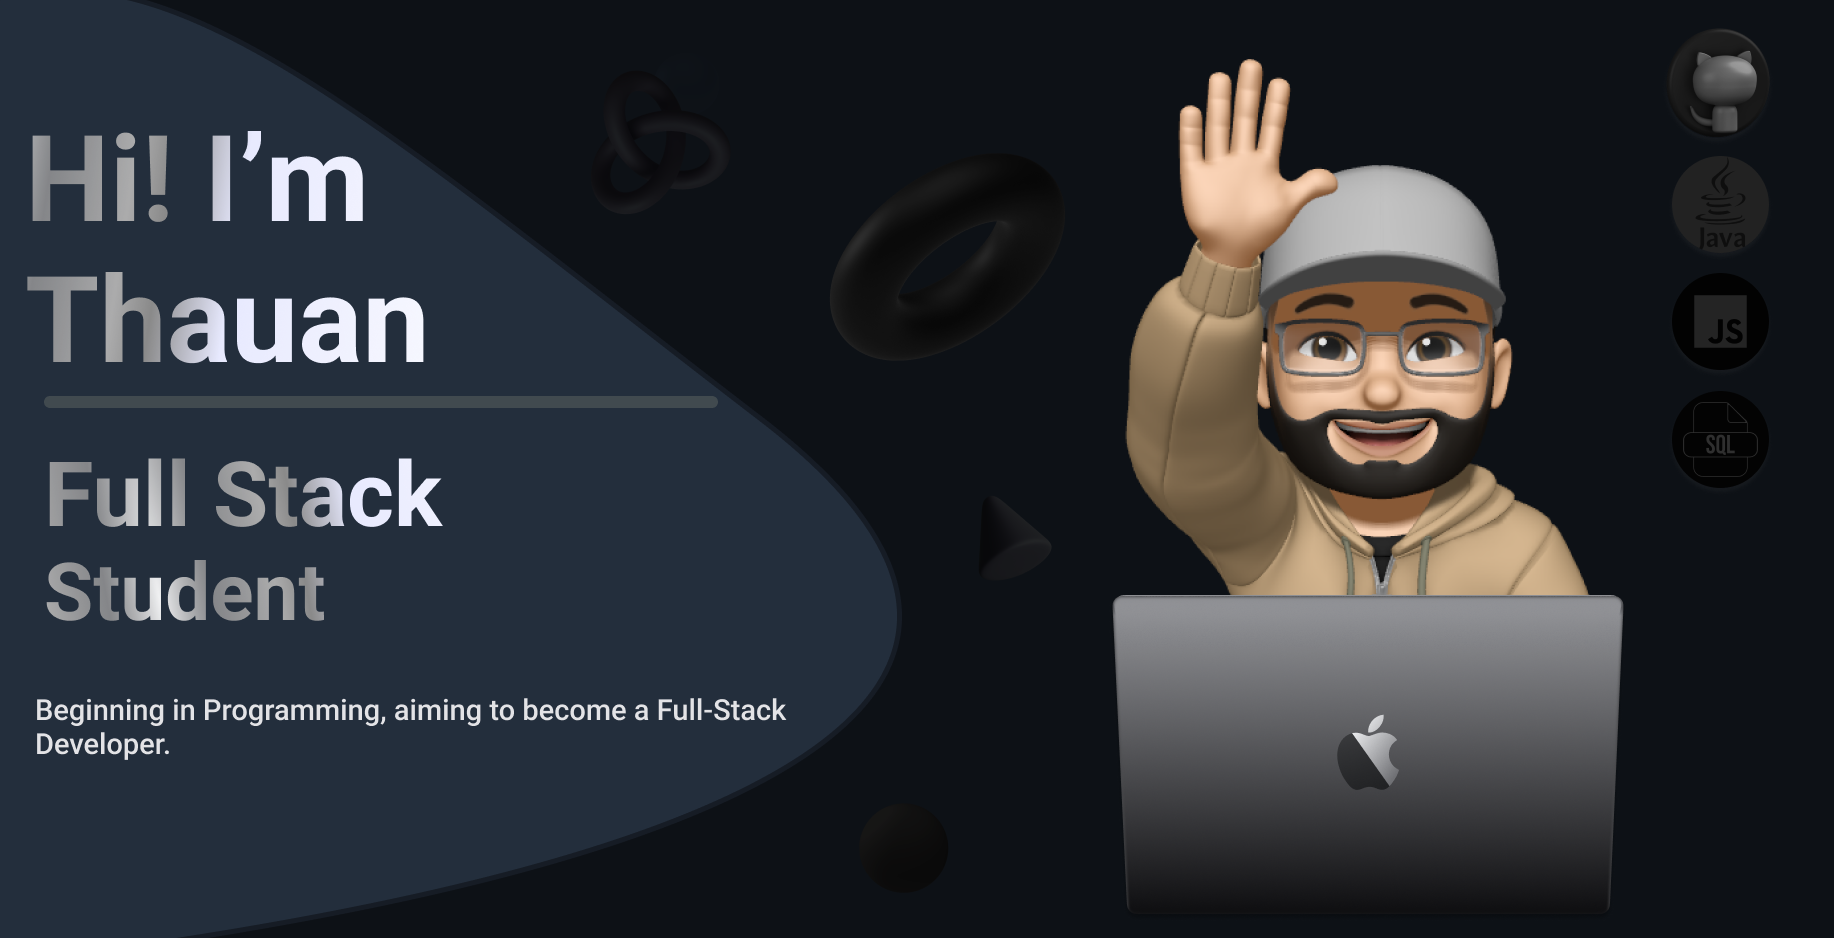 Hi! I’m
Thauan
Full Stack
Student
Beginning in Programming, aiming to become a Full-Stack
Developer.
Java
JS
SQL